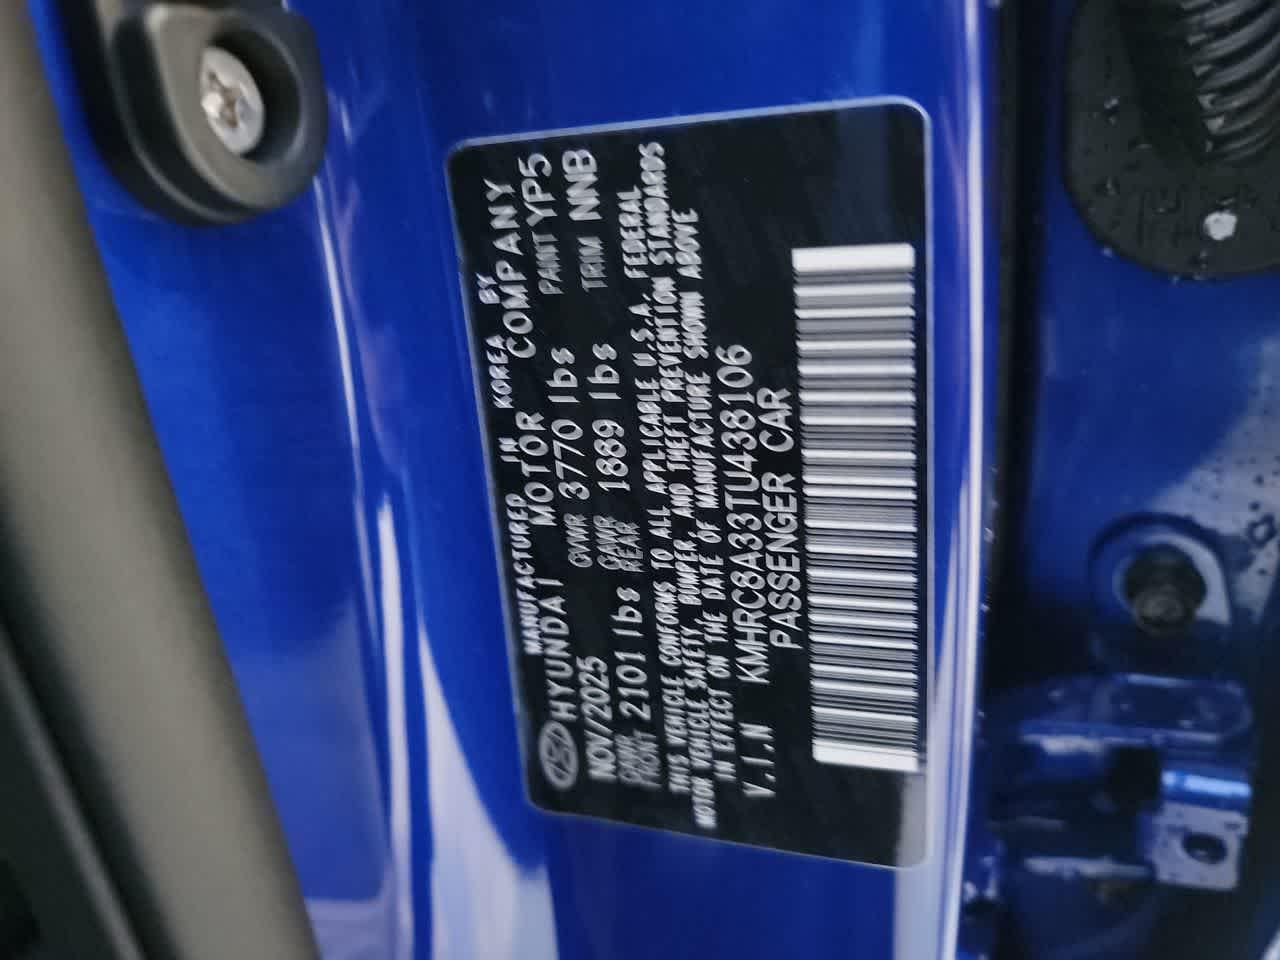 MANUFACTURED IN KOREA BY
HYUNDAI MOTOR COMPANY
NOV/2025 GVWR 3770 lbs PAINT YP5
GAWR FRONT 2101 lbs GAWR REAR 1889 lbs TRIM NNB
THIS VEHICLE CONFORMS TO ALL APPLICABLE U.S.A. FEDERAL
MOTOR VEHICLE SAFETY, BUMPER, AND THEFT PREVENTION STANDARDS
IN EFFECT ON THE DATE OF MANUFACTURE SHOWN ABOVE
V.I.N KMHRC8A33TU438106
PASSENGER CAR